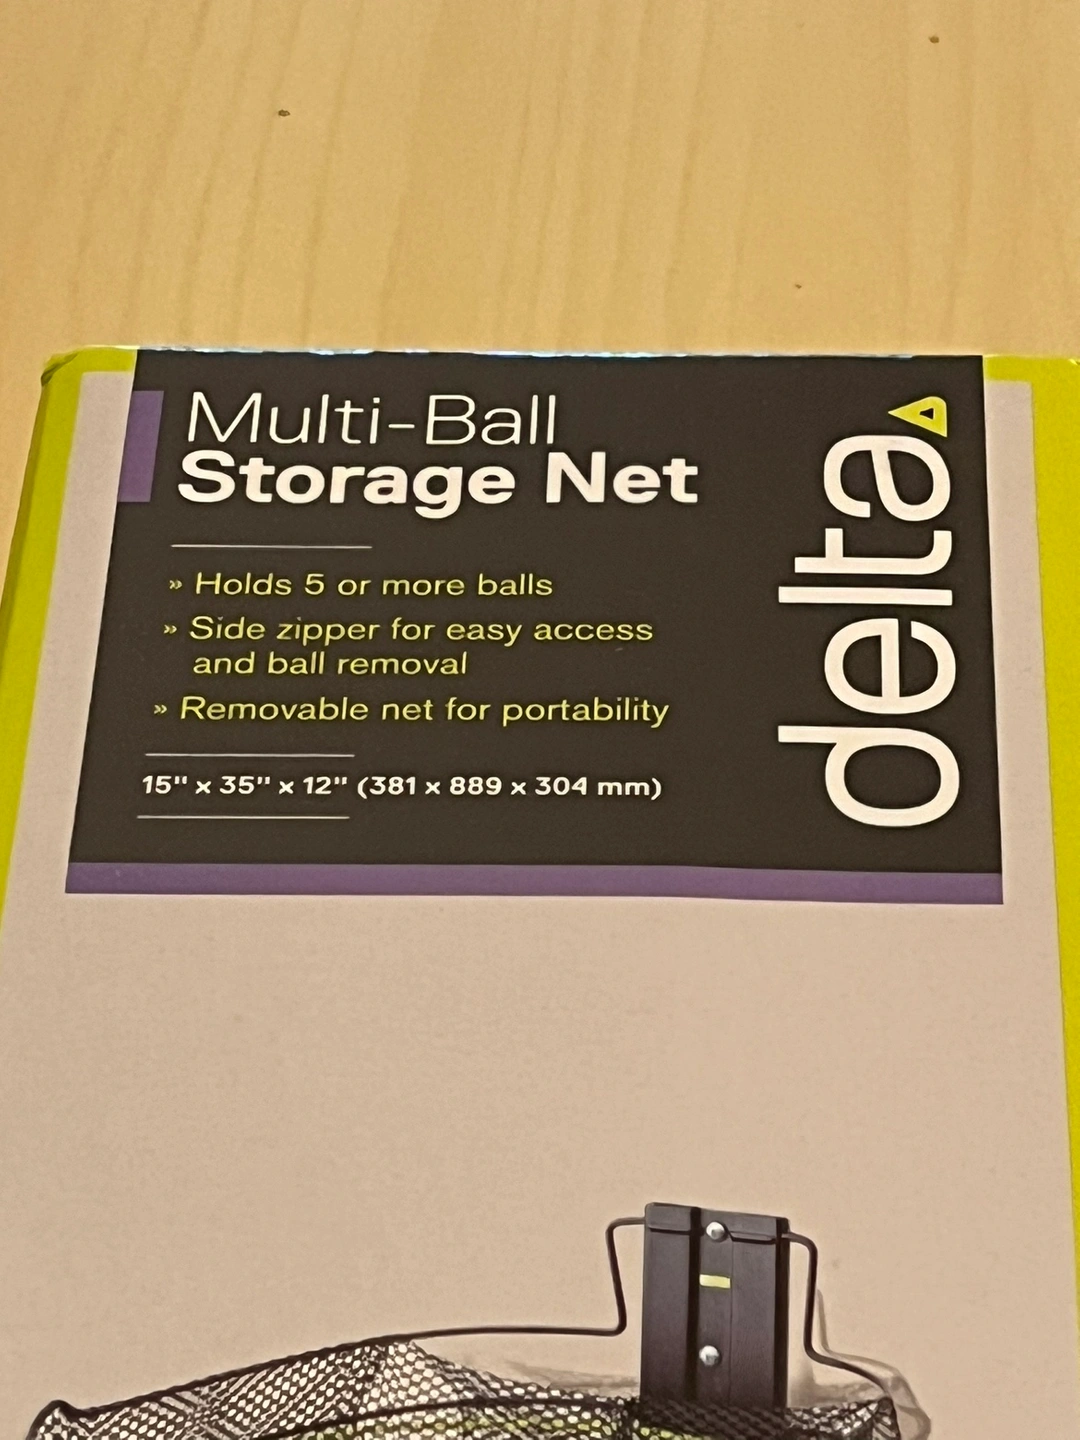 Multi-Ball
Storage Net
» Holds 5 or more balls
» Side zipper for easy access
and ball removal
» Removable net for portability
15" x 35" x 12" (381 x 889 x 304 mm)
delta